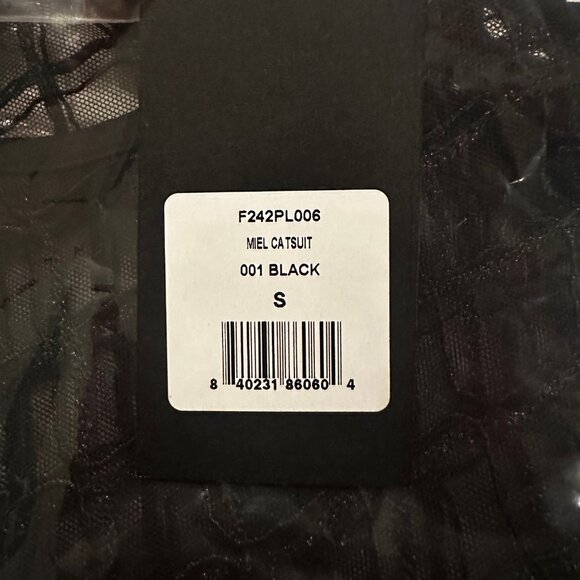 F242PL006
MIEL CATSUIT
001 BLACK
S
8 40231 86060 4